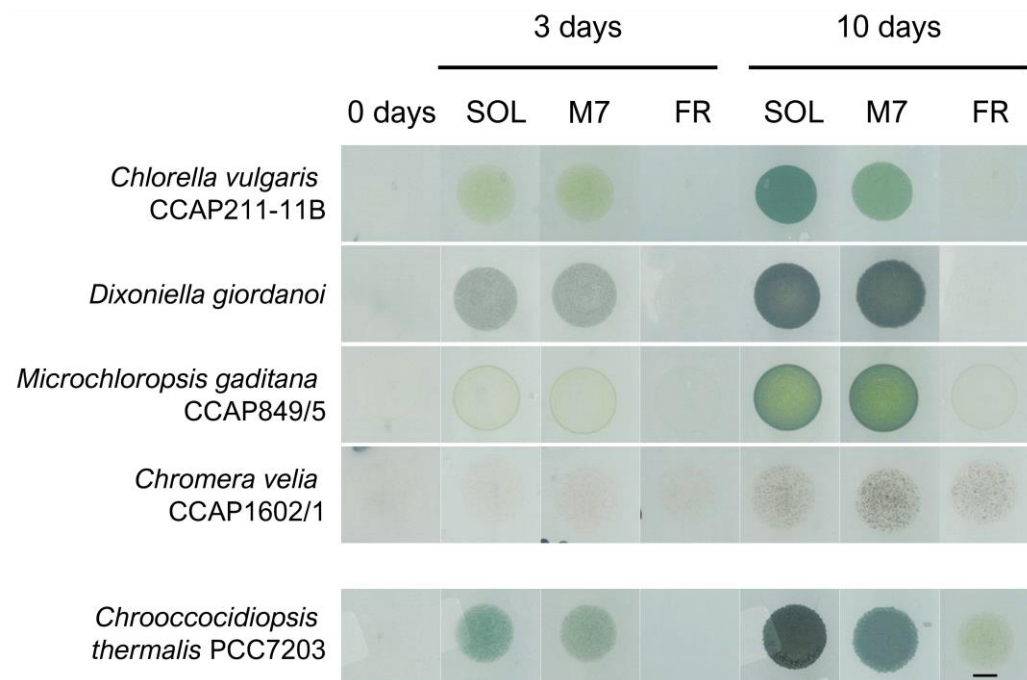 3 days 10 days
0 days SOL M7 FR SOL M7 FR
Chlorella vulgaris
CCAP211-11B
Dixoniella giordanoi
Microchloropsis gaditana
CCAP849/5
Chromera velia
CCAP1602/1
Chrooccocidiopsis
thermalis PCC7203